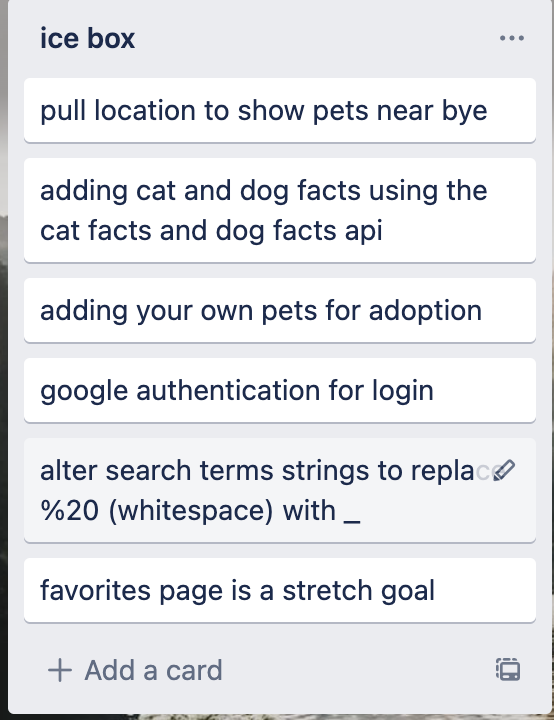 ice box
pull location to show pets near bye
adding cat and dog facts using the
cat facts and dog facts api
adding your own pets for adoption
google authentication for login
alter search terms strings to replace
%20 (whitespace) with _
favorites page is a stretch goal
Add a card